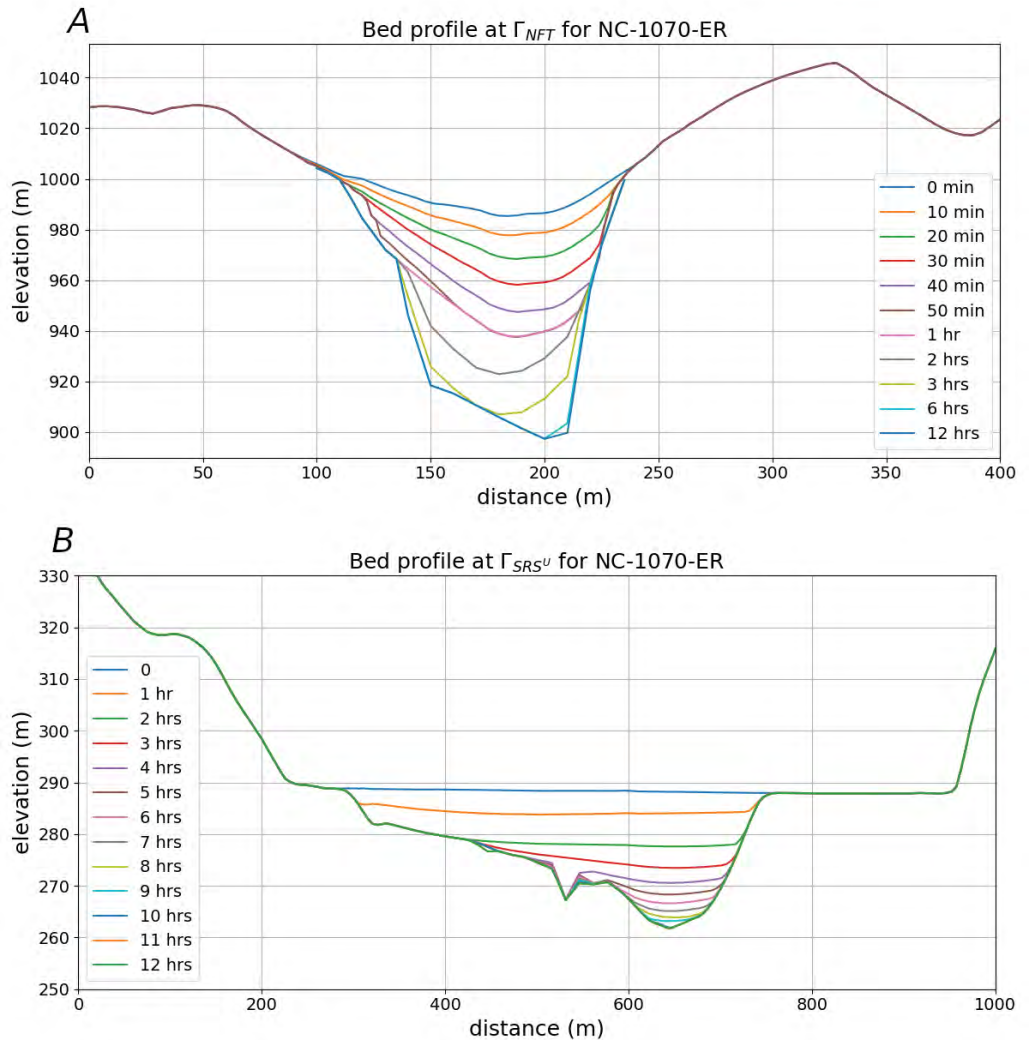 A
Bed profile at Γ_NFT for NC-1070-ER
1040
1020
1000
980
960
940
920
900
elevation (m)
0 min
10 min
20 min
30 min
40 min
50 min
1 hr
2 hrs
3 hrs
6 hrs
12 hrs
0 50 100 150 200 250 300 350 400
distance (m)
B
Bed profile at Γ_SRS^U for NC-1070-ER
330
320
310
300
290
280
270
260
250
elevation (m)
0
1 hr
2 hrs
3 hrs
4 hrs
5 hrs
6 hrs
7 hrs
8 hrs
9 hrs
10 hrs
11 hrs
12 hrs
0 200 400 600 800 1000
distance (m)